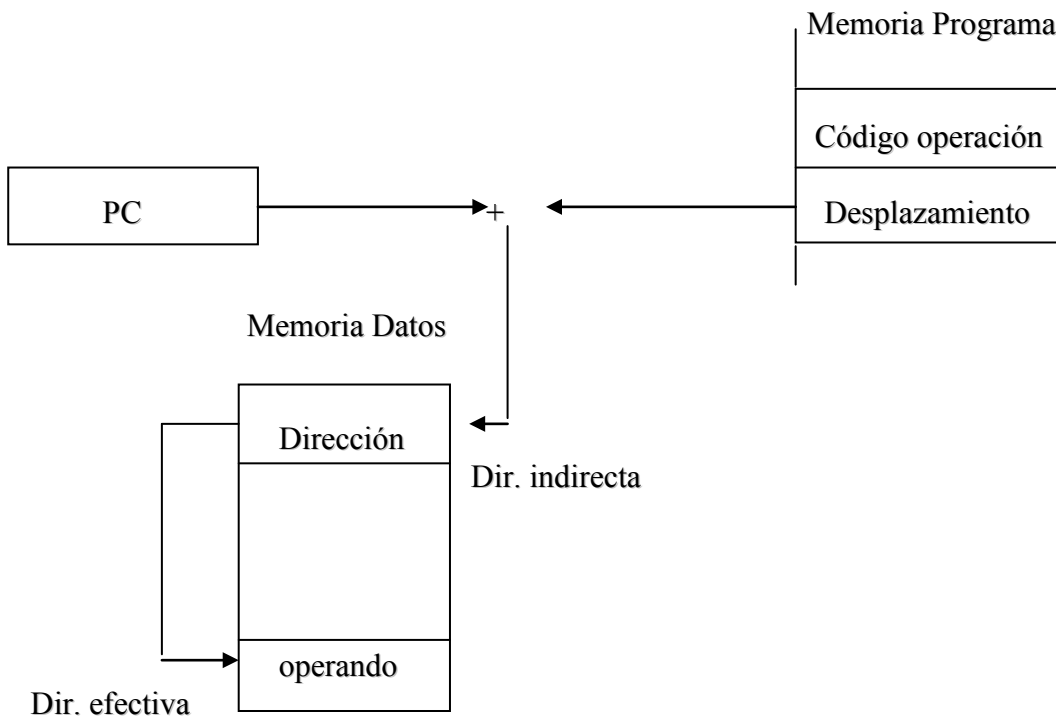 Memoria Programa
Código operación
PC
+
Desplazamiento
Memoria Datos
Dirección
Dir. indirecta
operando
Dir. efectiva